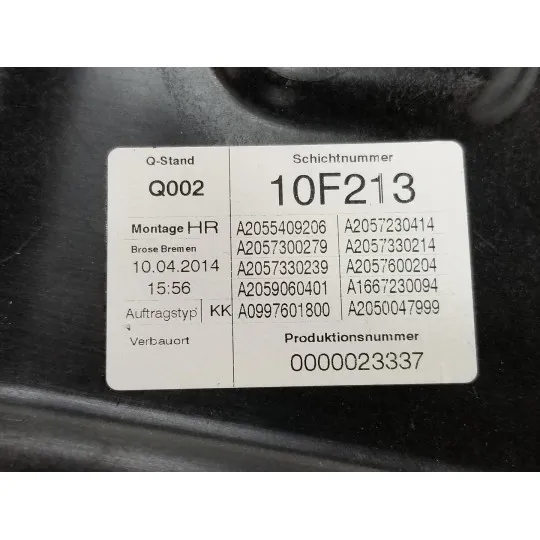 Q-Stand Schichtnummer
Q002 10F213
Montage HR A2055409206 A2057230414
Brose Bremen A2057300279 A2057330214
10.04.2014 A2057330239 A2057600204
15:56 A2059060401 A1667230094
Auftragstyp KK A0997601800 A2050047999
Verbauort Produktionsnummer
0000023337